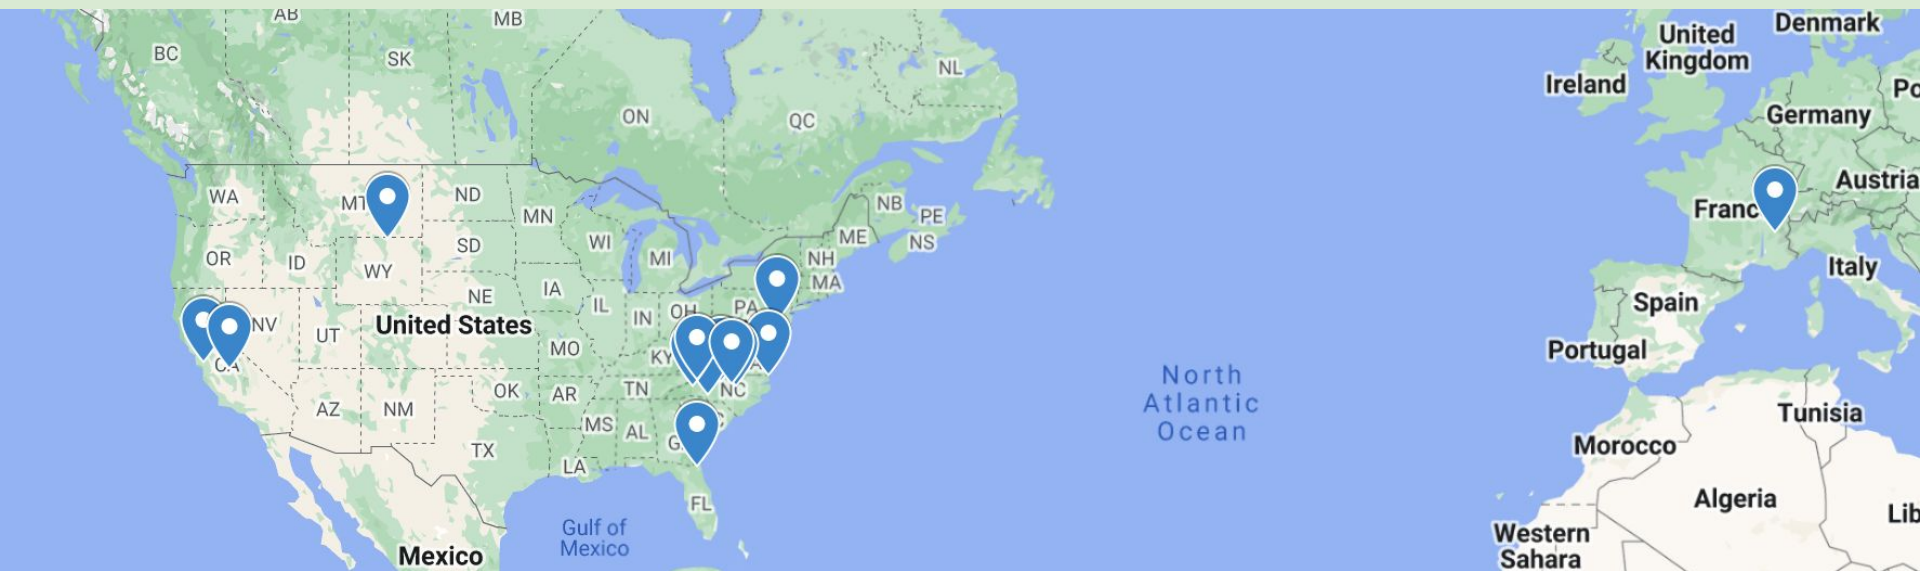 AB
MB
BC
SK
NL
ON
QC
United
Kingdom
Denmark
Ireland
Germany
WA
MT
ND
MN
NB
PE
NS
ME
Austria
Franc
OR
ID
WY
SD
WI
MI
NH
MA
Italy
NE
IA
IL
IN
OH
PA
NV
UT
United States
CA
MO
KY
Spain
Portugal
AZ
NM
OK
AR
TN
NC
MS
AL
TX
LA
FL
North
Atlantic
Ocean
Tunisia
Morocco
Algeria
Western
Sahara
Gulf of
Mexico
Mexico